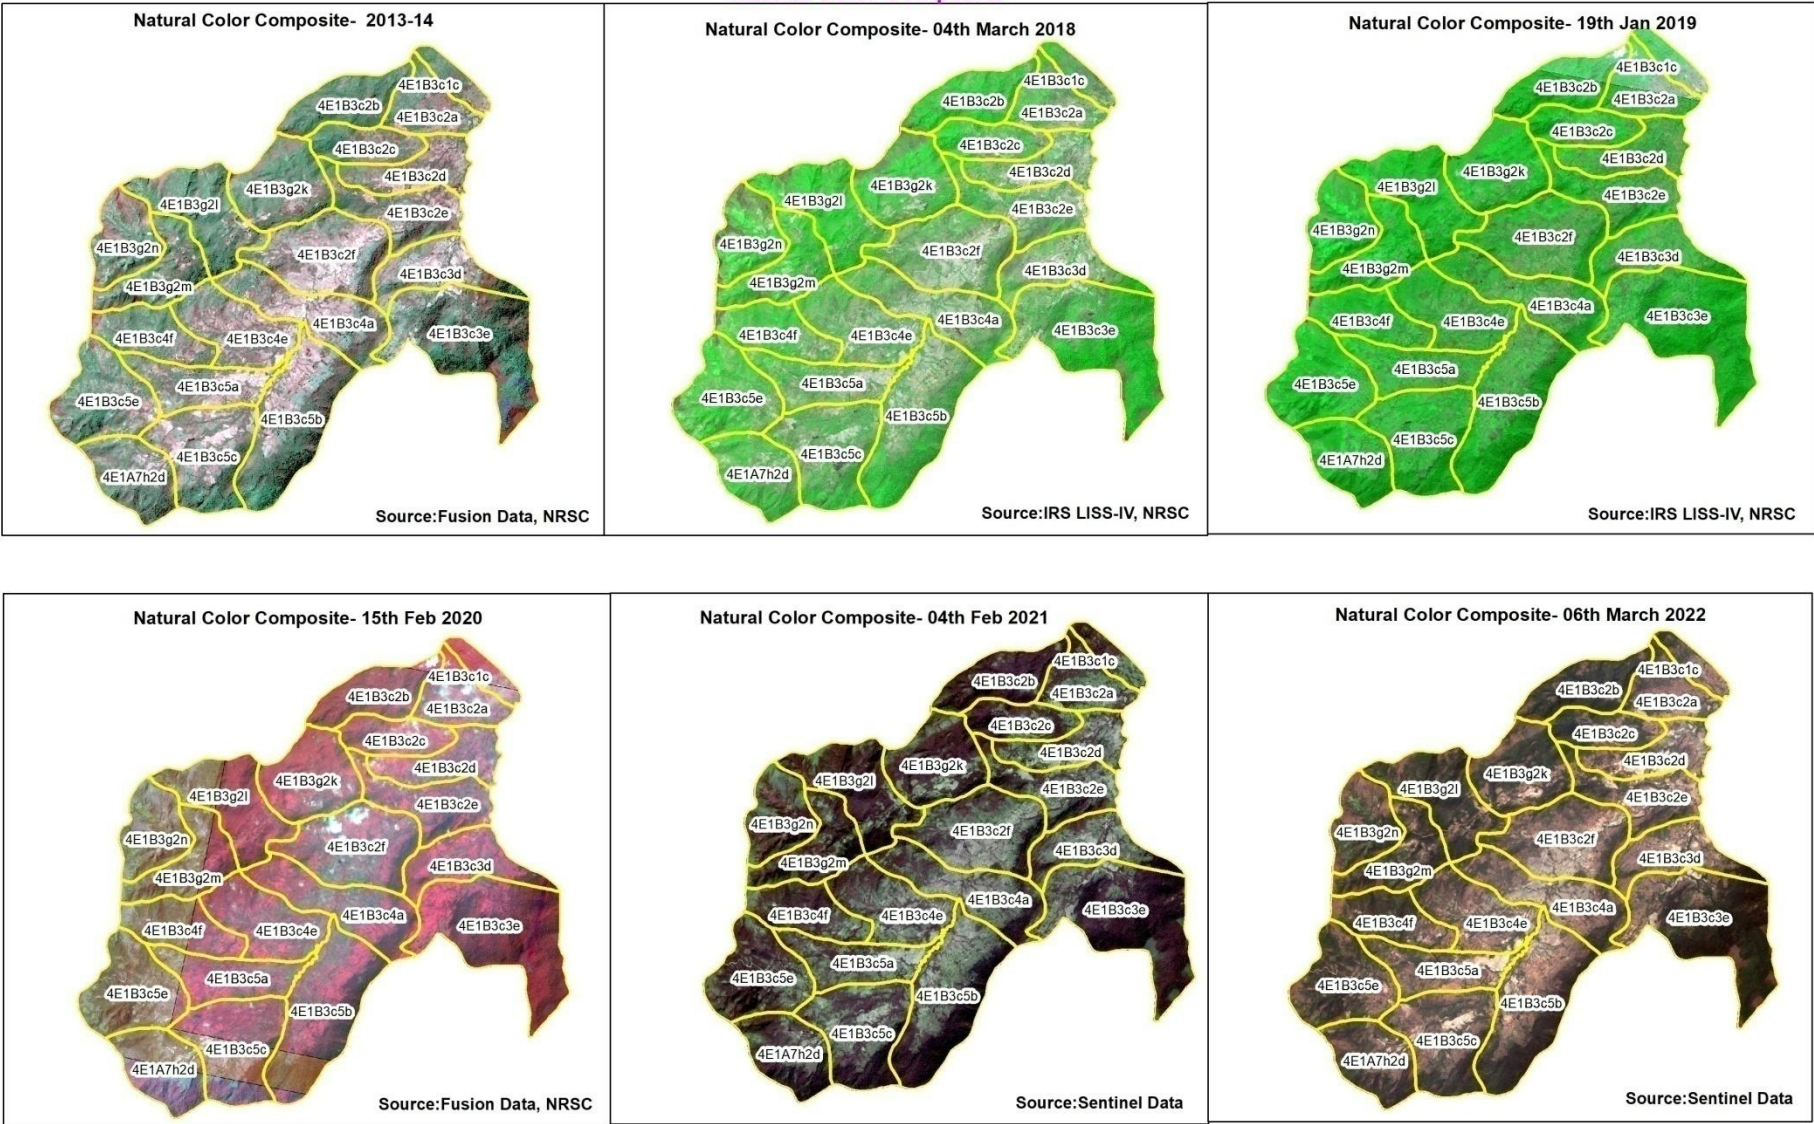 Natural Color Composite- 2013-14
4E1B3c1c
4E1B3c2b
4E1B3c2a
4E1B3c2c
4E1B3c2d
4E1B3g2k
4E1B3g2l
4E1B3c2e
4E1B3g2n
4E1B3c2f
4E1B3c3d
4E1B3g2m
4E1B3c4a
4E1B3c3e
4E1B3c4f
4E1B3c4e
4E1B3c5a
4E1B3c5e
4E1B3c5b
4E1B3c5c
4E1A7h2d
Source:Fusion Data, NRSC
Natural Color Composite- 04th March 2018
4E1B3c1c
4E1B3c2b
4E1B3c2a
4E1B3c2c
4E1B3c2d
4E1B3g2k
4E1B3g2l
4E1B3c2e
4E1B3g2n
4E1B3c2f
4E1B3c3d
4E1B3g2m
4E1B3c4a
4E1B3c3e
4E1B3c4f
4E1B3c4e
4E1B3c5a
4E1B3c5e
4E1B3c5b
4E1B3c5c
4E1A7h2d
Source:IRS LISS-IV, NRSC
Natural Color Composite- 19th Jan 2019
4E1B3c1c
4E1B3c2b
4E1B3c2a
4E1B3c2c
4E1B3c2d
4E1B3g2k
4E1B3g2l
4E1B3c2e
4E1B3g2n
4E1B3c2f
4E1B3c3d
4E1B3g2m
4E1B3c4a
4E1B3c3e
4E1B3c4f
4E1B3c4e
4E1B3c5a
4E1B3c5e
4E1B3c5b
4E1B3c5c
4E1A7h2d
Source:IRS LISS-IV, NRSC
Natural Color Composite- 15th Feb 2020
4E1B3c1c
4E1B3c2b
4E1B3c2a
4E1B3c2c
4E1B3c2d
4E1B3g2k
4E1B3g2l
4E1B3c2e
4E1B3g2n
4E1B3c2f
4E1B3c3d
4E1B3g2m
4E1B3c4a
4E1B3c3e
4E1B3c4f
4E1B3c4e
4E1B3c5a
4E1B3c5e
4E1B3c5b
4E1B3c5c
4E1A7h2d
Source:Fusion Data, NRSC
Natural Color Composite- 04th Feb 2021
4E1B3c1c
4E1B3c2b
4E1B3c2a
4E1B3c2c
4E1B3c2d
4E1B3g2k
4E1B3g2l
4E1B3c2e
4E1B3g2n
4E1B3c2f
4E1B3c3d
4E1B3g2m
4E1B3c4a
4E1B3c3e
4E1B3c4f
4E1B3c4e
4E1B3c5a
4E1B3c5e
4E1B3c5b
4E1B3c5c
4E1A7h2d
Source:Sentinel Data
Natural Color Composite- 06th March 2022
4E1B3c1c
4E1B3c2b
4E1B3c2a
4E1B3c2c
4E1B3c2d
4E1B3g2k
4E1B3g2l
4E1B3c2e
4E1B3g2n
4E1B3c2f
4E1B3c3d
4E1B3g2m
4E1B3c4a
4E1B3c3e
4E1B3c4f
4E1B3c4e
4E1B3c5a
4E1B3c5e
4E1B3c5b
4E1B3c5c
4E1A7h2d
Source:Sentinel Data